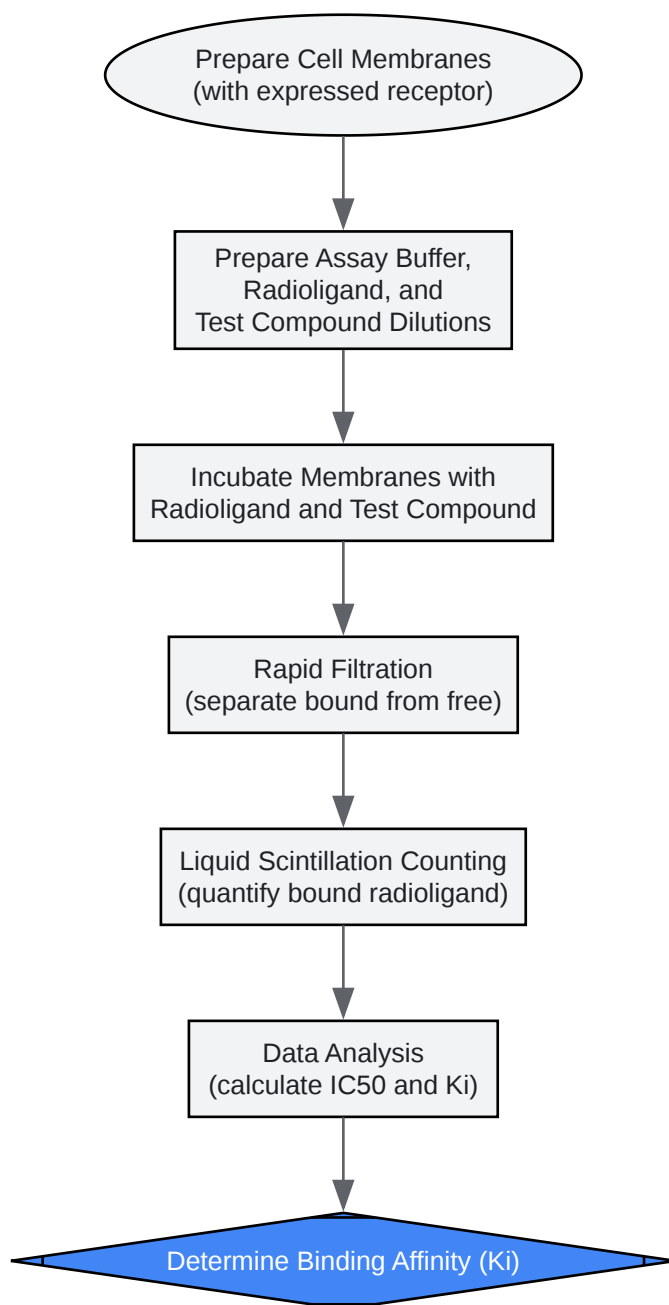 Prepare Cell Membranes
(with expressed receptor)
Prepare Assay Buffer,
Radioligand, and
Test Compound Dilutions
Incubate Membranes with
Radioligand and Test Compound
Rapid Filtration
(separate bound from free)
Liquid Scintillation Counting
(quantify bound radioligand)
Data Analysis
(calculate IC50 and Ki)
Determine Binding Affinity (Ki)